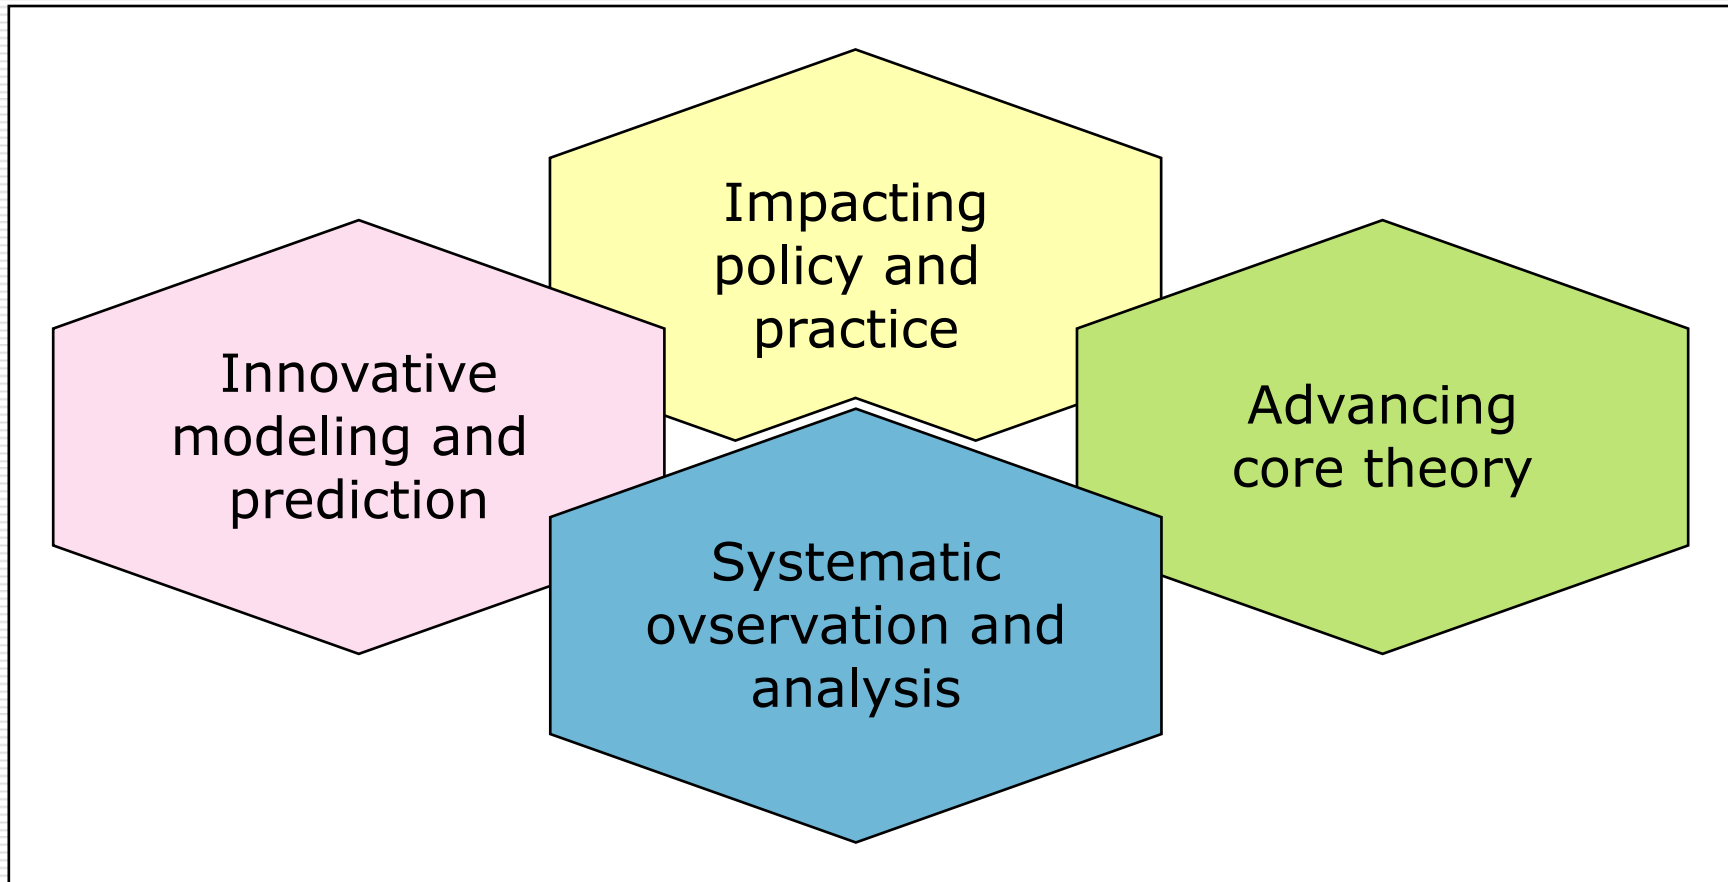 Impacting
policy and
practice
Innovative
modeling and
prediction
Advancing
core theory
Systematic
ovservation and
analysis